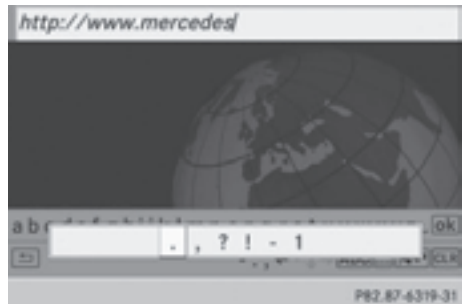 http://www.mercedes
ok
. , ? ! - 1
CLR
P82.87-6319-31